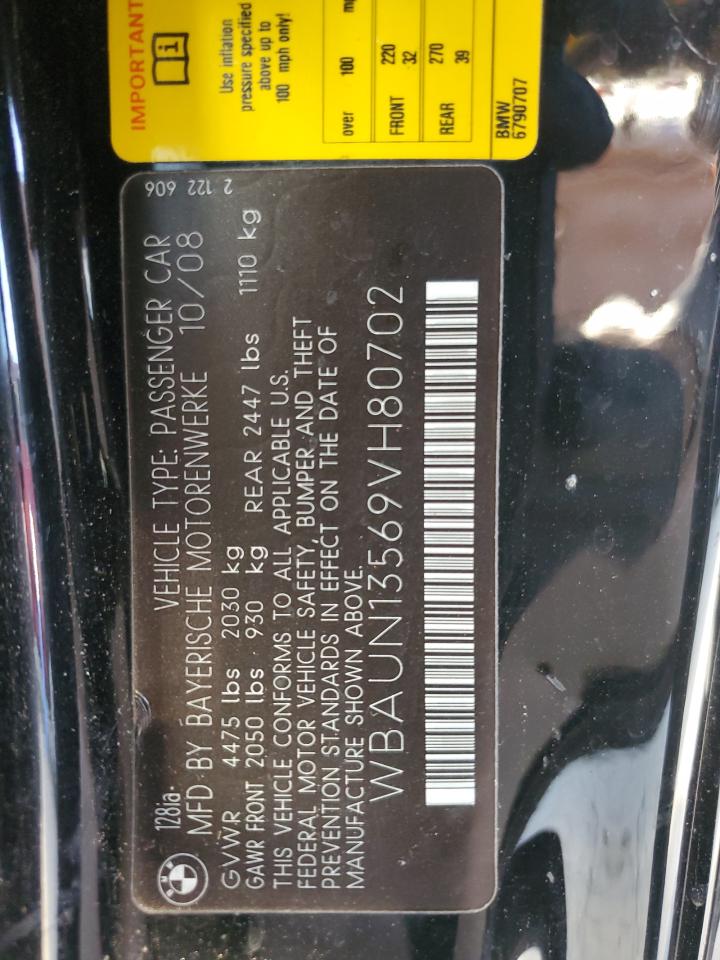 IMPORTANT
Use inflation
pressure specified
above up to
100 mph only!
over 100
FRONT 220
32
REAR 270
39
BMW
6790707
BMW
128ia
VEHICLE TYPE: PASSENGER CAR
MFD BY BAYERISCHE MOTORENWERKE 10/08
GVWR 4475 lbs 2030 kg
GAWR FRONT 2050 lbs 930 kg REAR 2447 lbs 1110 kg
THIS VEHICLE CONFORMS TO ALL APPLICABLE U.S.
FEDERAL MOTOR VEHICLE SAFETY, BUMPER AND THEFT
PREVENTION STANDARDS IN EFFECT ON THE DATE OF
MANUFACTURE SHOWN ABOVE.
WBAUN13569VH80702
2 122 606